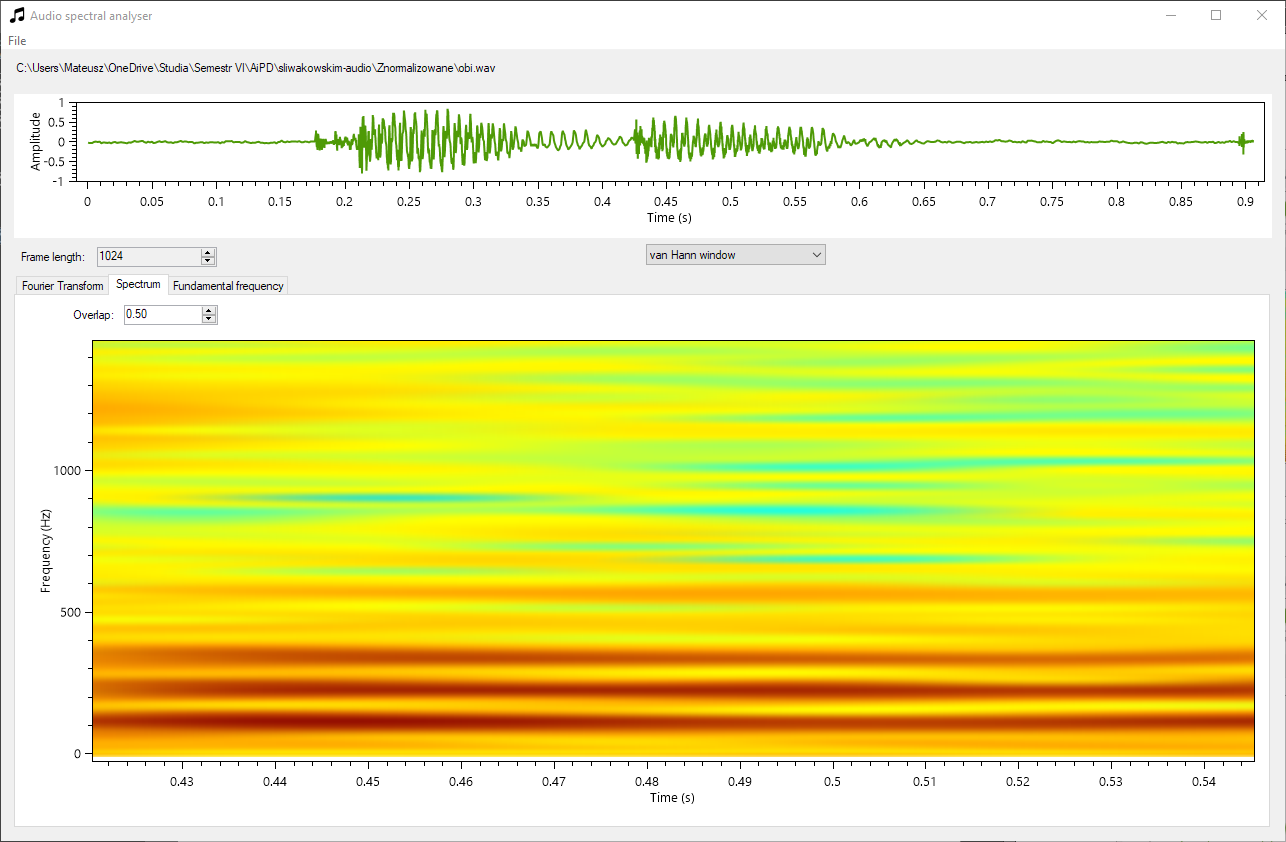 Audio spectral analyser
File
C:\Users\Mateusz\OneDrive\Studia\Semestr VI\AiPD\sliwakowskim-audio\Znormalizowane\obi.wav
Amplitude
1
0.5
0
-0.5
-1
0 0.05 0.1 0.15 0.2 0.25 0.3 0.35 0.4 0.45 0.5 0.55 0.6 0.65 0.7 0.75 0.8 0.85 0.9
Time (s)
Frame length: 1024 van Hann window
Fourier Transform Spectrum Fundamental frequency
Overlap: 0.50
Frequency (Hz)
1000
500
0
0.43 0.44 0.45 0.46 0.47 0.48 0.49 0.5 0.51 0.52 0.53 0.54
Time (s)